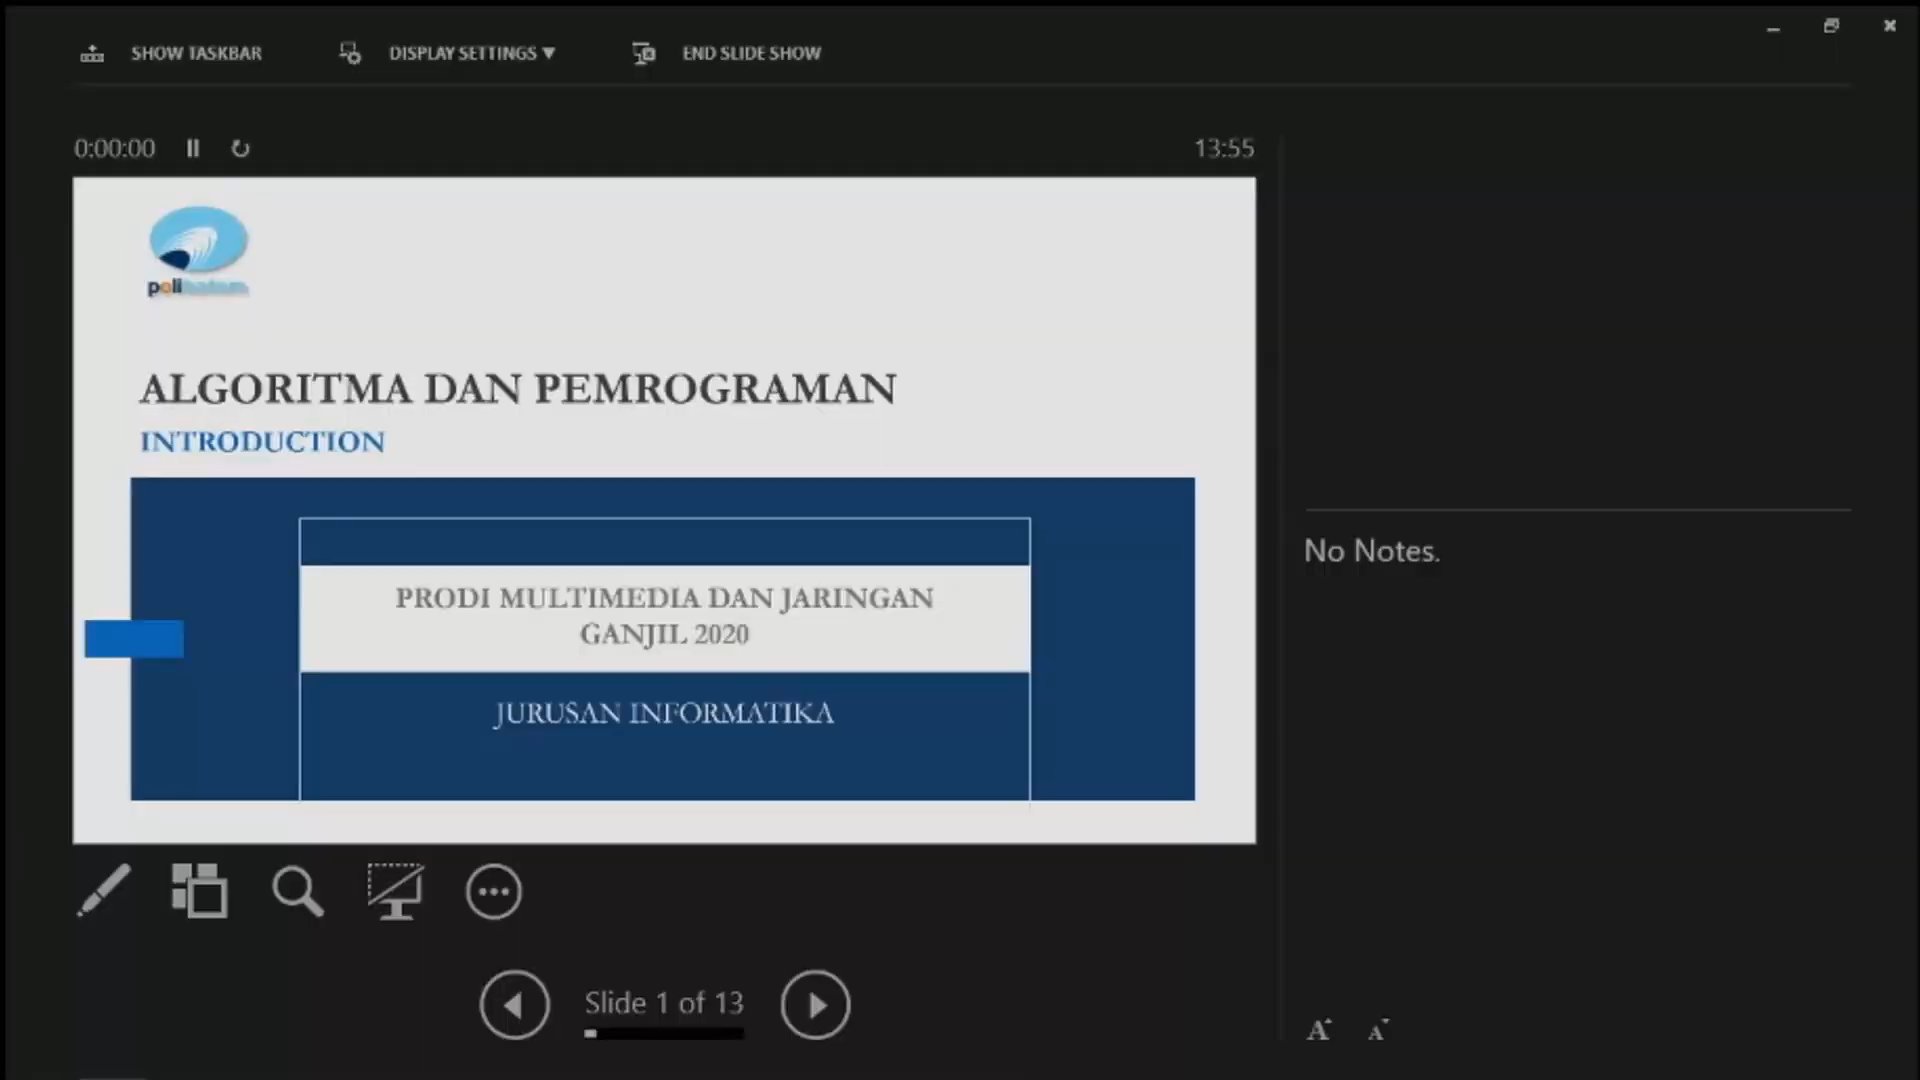 SHOW TASKBAR
DISPLAY SETTINGS ▼
END SLIDE SHOW
0:00:00
13:55
poli
ALGORITMA DAN PEMROGRAMAN
INTRODUCTION
PRODI MULTIMEDIA DAN JARINGAN
GANJIL 2020
JURUSAN INFORMATIKA
No Notes.
Slide 1 of 13
A A